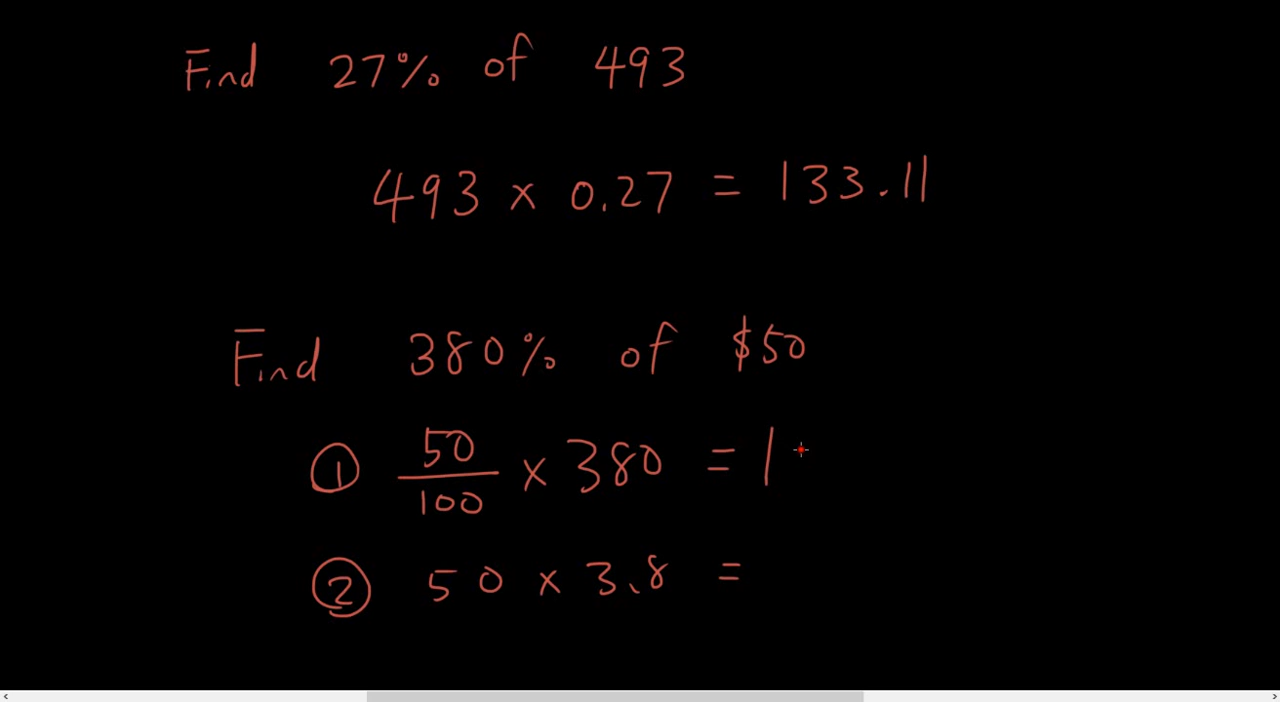 Find 27% of 493
493 × 0.27 = 133.11
Find 380% of $50
① 50/100 × 380 = 1
② 50 × 3.8 =